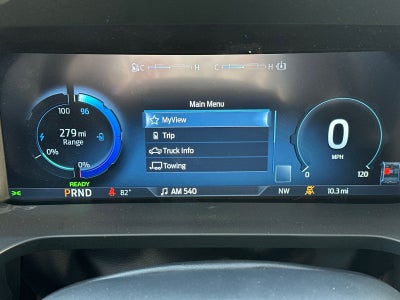 C H C H
Main Menu
100 96
MyView
Trip
279 mi
Range
Truck Info
0% 0%
Towing
0
MPH
0 120
READY
PRND 82° AM 540 NW 10.3 mi